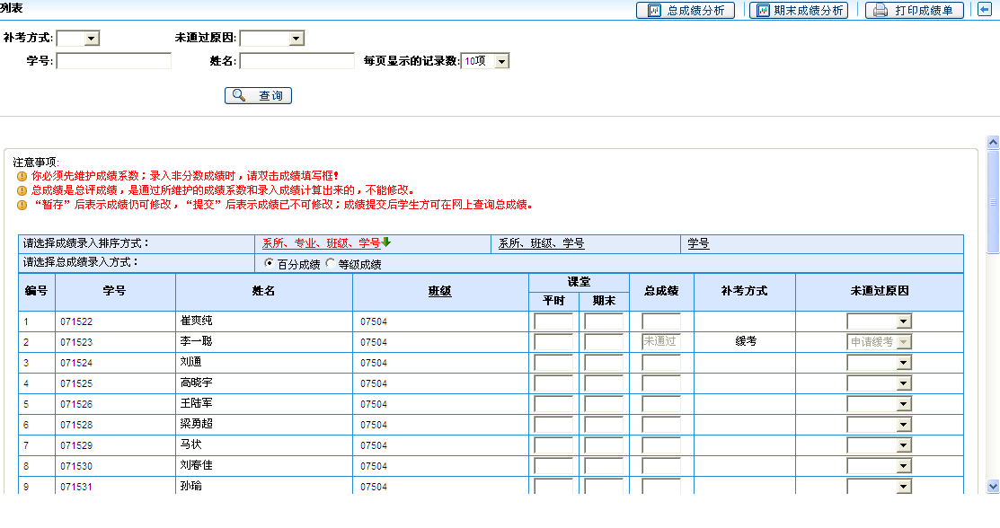 列表 总成绩分析 期末成绩分析 打印成绩单
补考方式: 未通过原因:
学号: 姓名: 每页显示的记录数: 10项
查询
注意事项:
你必须先维护成绩系数；录入非分数成绩时，请双击成绩填写框!
总成绩是总评成绩，是通过所维护的成绩系数和录入成绩计算出来的，不能修改。
“暂存”后表示成绩仍可修改，“提交”后表示成绩已不可修改；成绩提交后学生方可在网上查询总成绩。
请选择成绩录入排序方式： 系所、专业、班级、学号 系所、班级、学号 学号
请选择总成绩录入方式： 百分成绩 等级成绩
编号 学号 姓名 班级 课堂 总成绩 补考方式 未通过原因
平时 期末
1 071522 崔爽纯 07504
2 071523 李一聪 07504 未通过 缓考 申请缓考
3 071524 刘通 07504
4 071525 高晓宇 07504
5 071526 王陆军 07504
6 071528 梁勇超 07504
7 071529 马状 07504
8 071530 刘春佳 07504
9 071531 孙瑜 07504